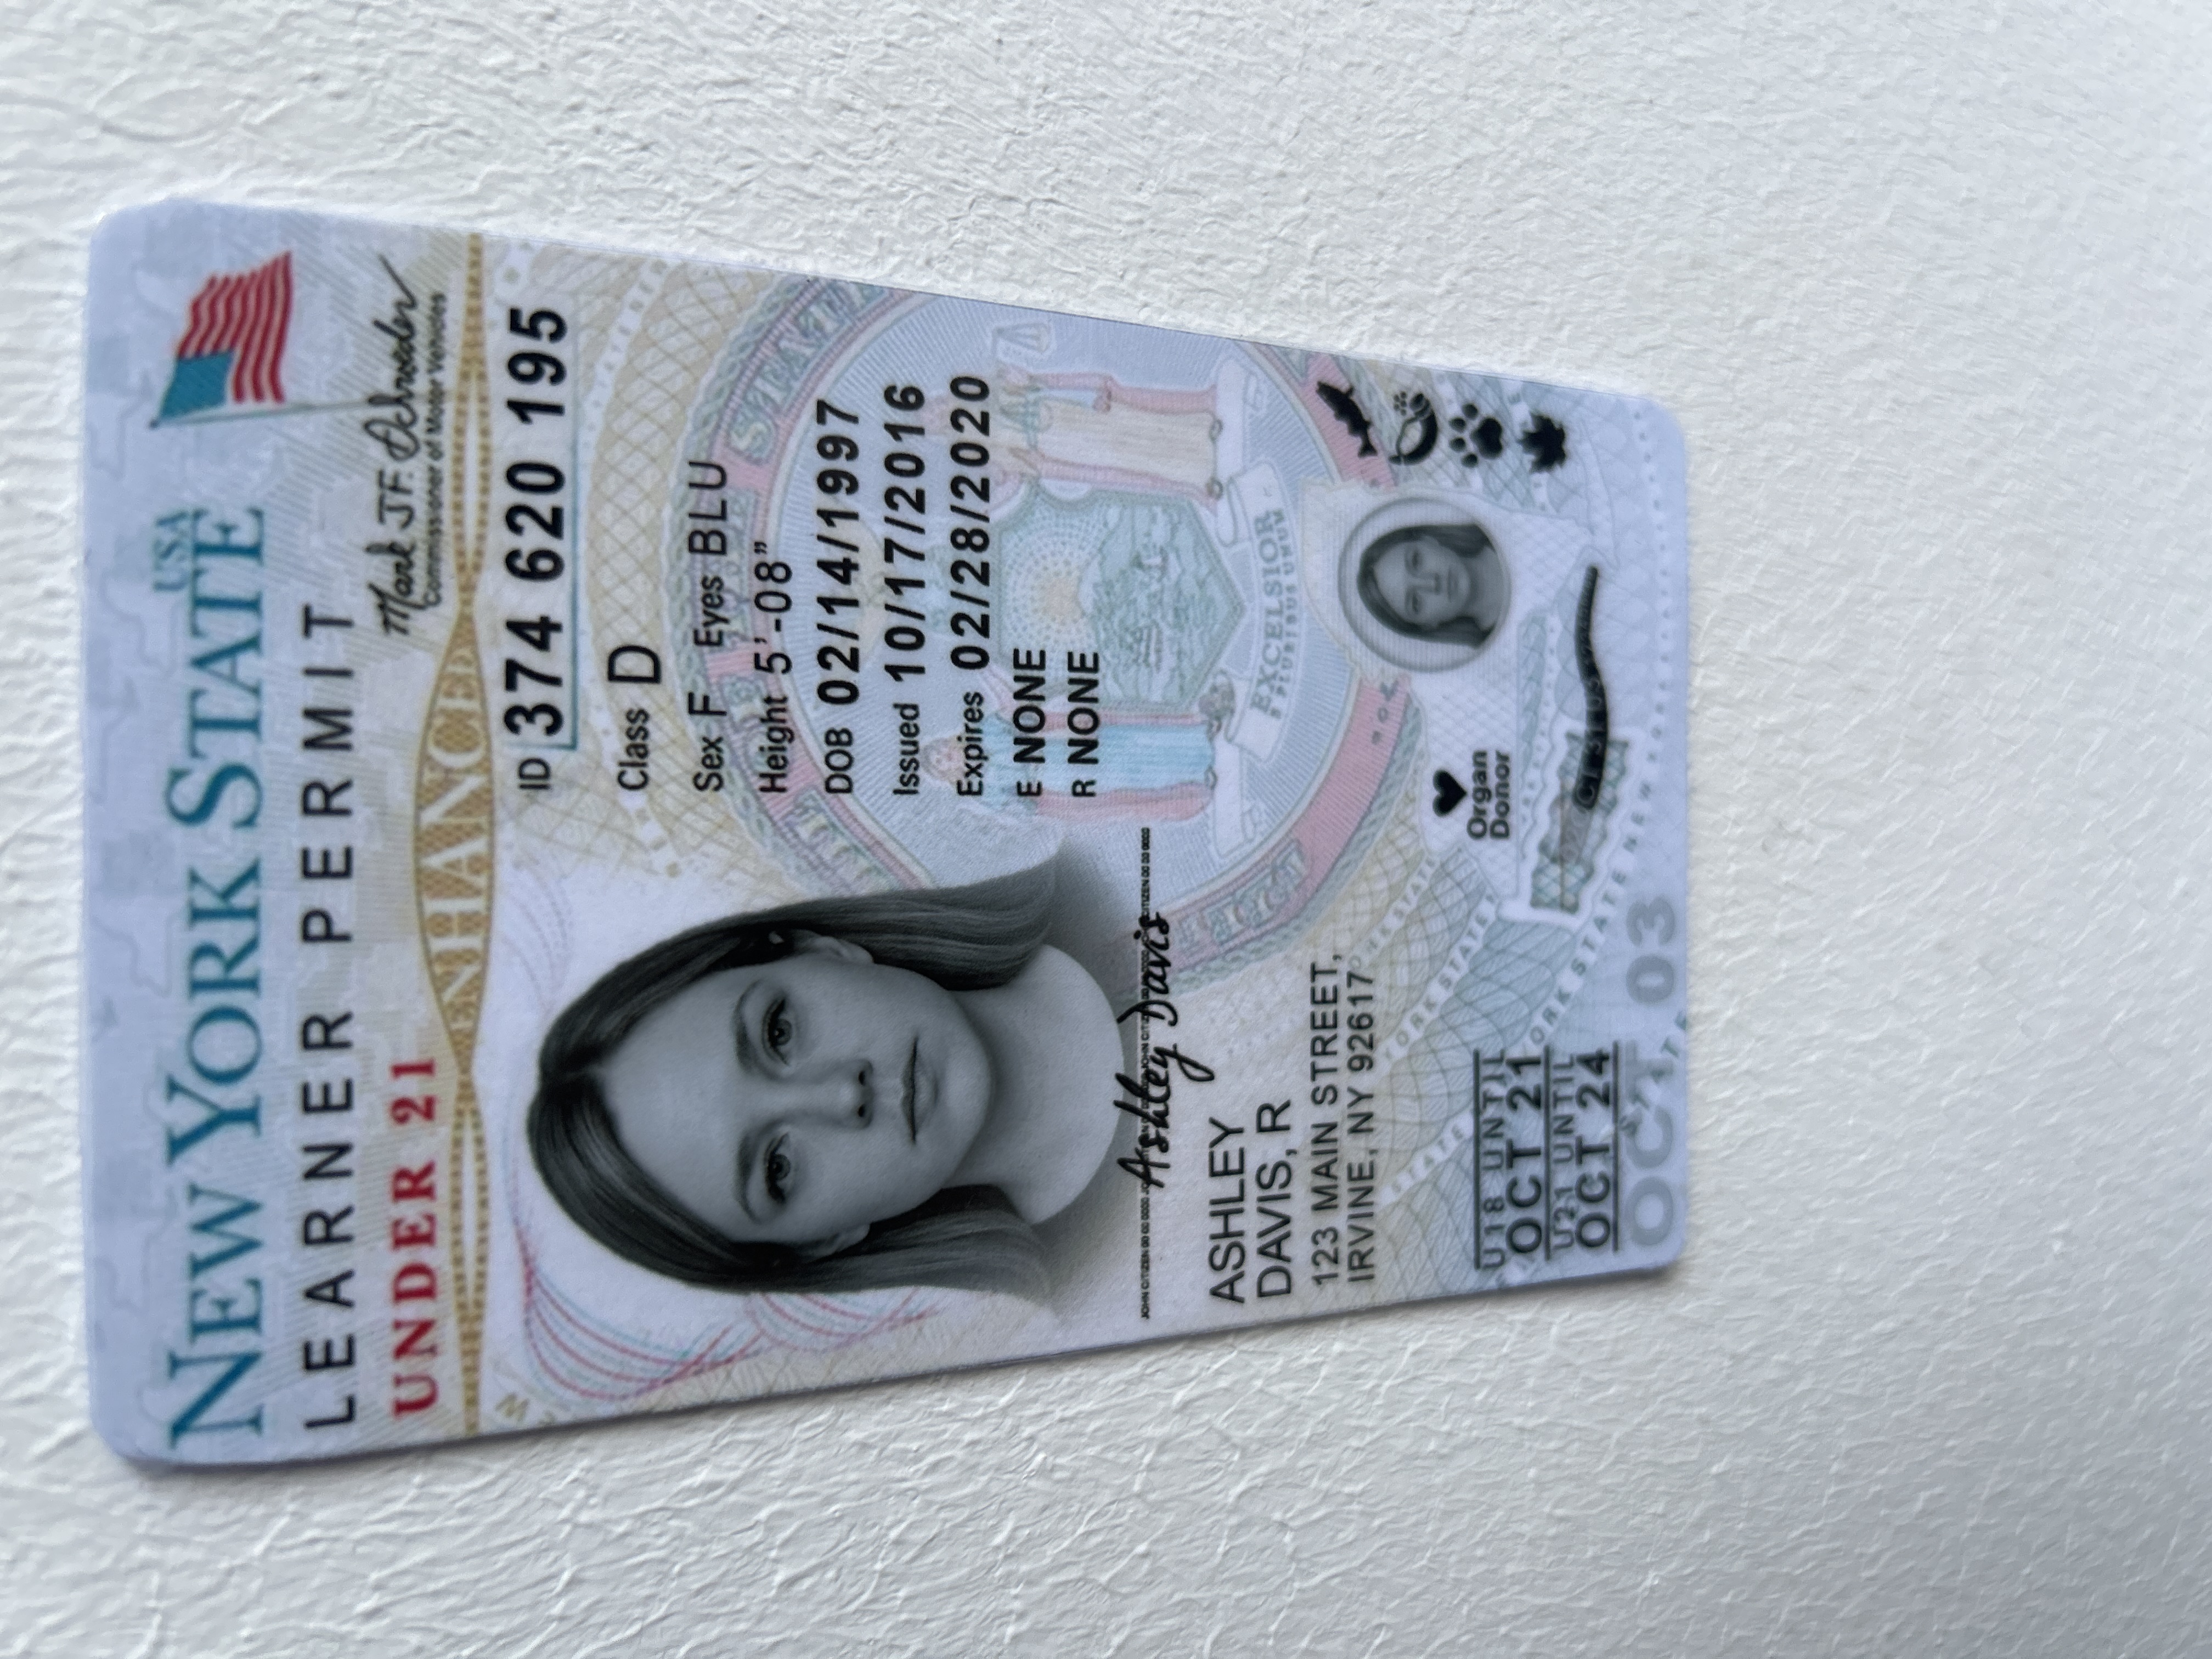 NEW YORK STATE USA
LEARNER PERMIT
UNDER 21
Mark J.F. Schroeder
Commissioner of Motor Vehicles
ENHANCED
ID 374 620 195
Class D
Sex F Eyes BLU
Height 5'-08"
DOB 02/14/1997
Issued 10/17/2016
Expires 02/28/2020
E NONE
R NONE
Ashley Davis
ASHLEY
DAVIS, R
123 MAIN STREET,
IRVINE, NY 92617
EXCELSIOR
E PLURIBUS UNUM
Organ
Donor
U18 UNTIL
OCT 21
U21 UNTIL
OCT 24
OCT 03